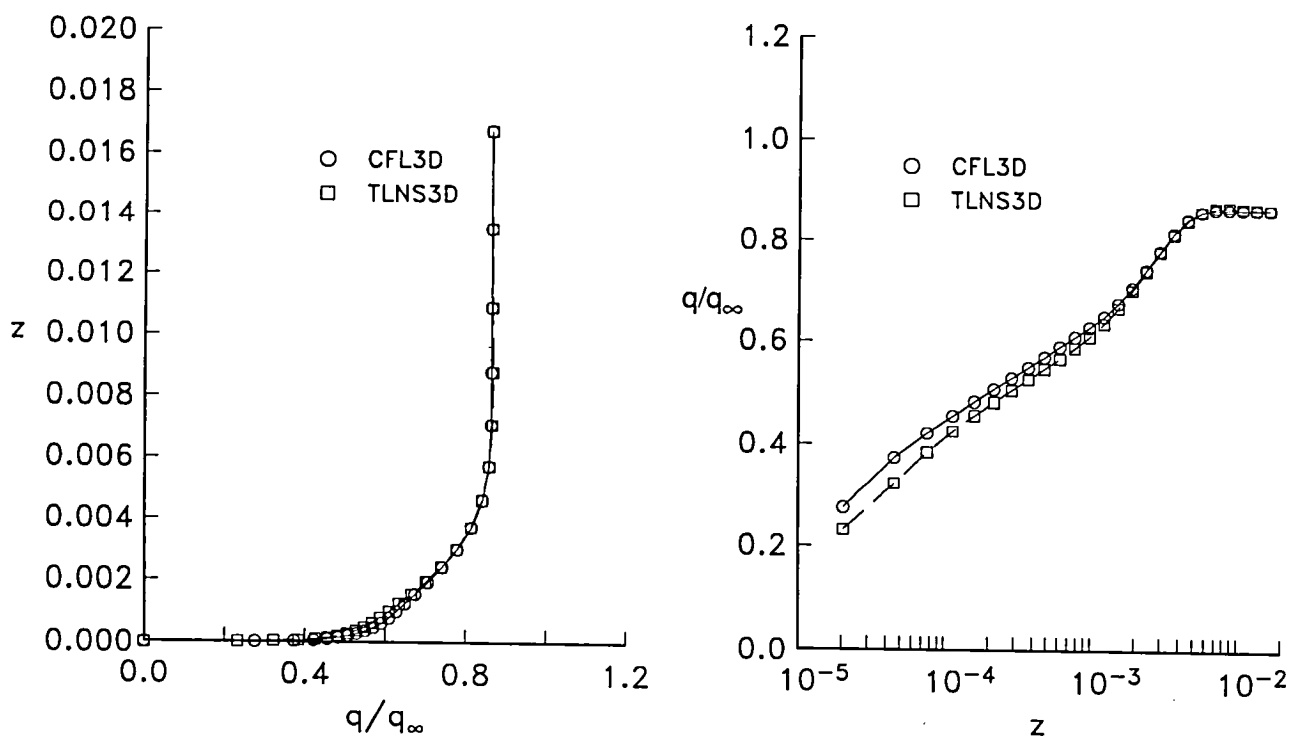 0.020
0.018
0.016
0.014
0.012
0.010
0.008
0.006
0.004
0.002
0.000
z
○ CFL3D
□ TLNS3D
0.0 0.4 0.8 1.2
q/q∞
1.2
1.0
0.8
0.6
0.4
0.2
0.0
q/q∞
○ CFL3D
□ TLNS3D
10⁻⁵ 10⁻⁴ 10⁻³ 10⁻²
z